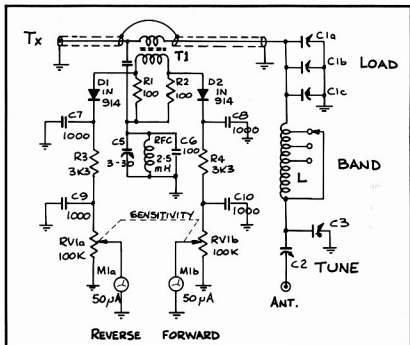 Tx
T1
C1a
C1b
C1c
LOAD
D1
1N
914
R1
100
R2
100
D2
1N
914
C7
1000
C8
1000
C5
3-30
RFC
2·5
mH
C6
100
R3
3K3
R4
3K3
L
BAND
C9
1000
C10
1000
SENSITIVITY
C3
C2
TUNE
RV1a
100K
RV1b
100K
M1a
50µA
M1b
50µA
ANT.
REVERSE FORWARD